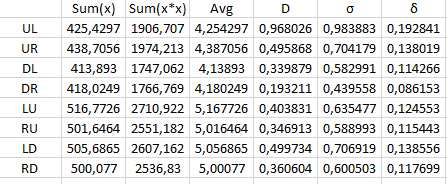 Sum(x) Sum(x*x) Avg D σ δ
UL 425,4297 1906,707 4,254297 0,968026 0,983883 0,192841
UR 438,7056 1974,213 4,387056 0,495868 0,704179 0,138019
DL 413,893 1747,062 4,13893 0,339879 0,582991 0,114266
DR 418,0249 1766,769 4,180249 0,193211 0,439558 0,086153
LU 516,7726 2710,922 5,167726 0,403831 0,635477 0,124553
RU 501,6464 2551,182 5,016464 0,346913 0,588993 0,115443
LD 505,6865 2607,162 5,056865 0,499734 0,706919 0,138556
RD 500,077 2536,83 5,00077 0,360604 0,600503 0,117699